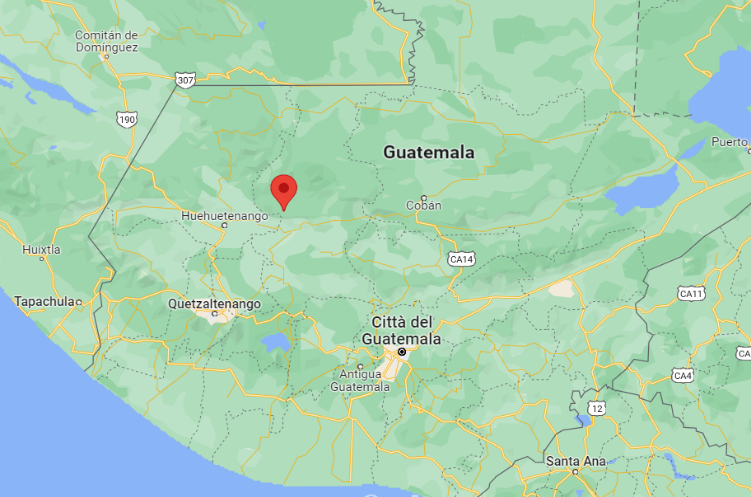 Comitán de
Domínguez
307
190
Guatemala
Puerto
Cobán
Huehuetenango
Huixtla
CA14
Tapachula
Quetzaltenango
CA11
Città del
Guatemala
CA
Antigua
Guatemala
CA4
12
Santa Ana